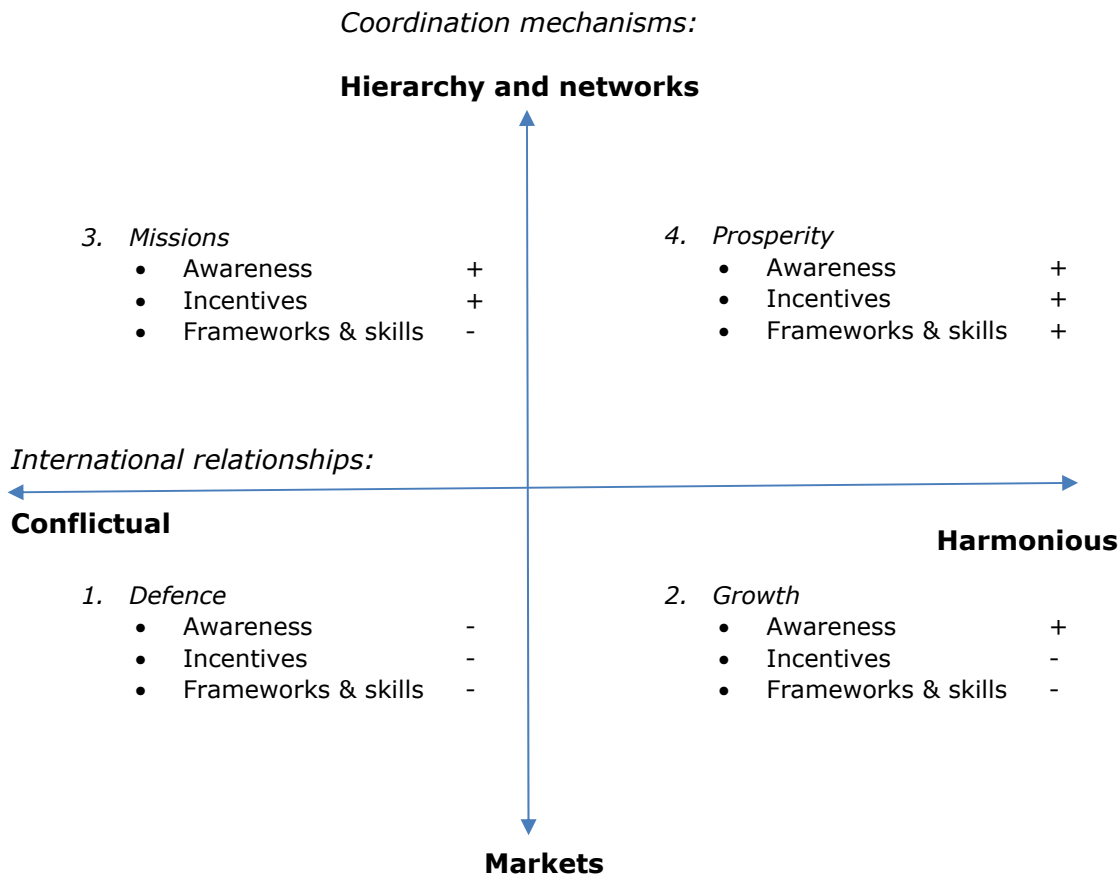 Coordination mechanisms:
Hierarchy and networks
3. Missions
• Awareness +
• Incentives +
• Frameworks & skills -
4. Prosperity
• Awareness +
• Incentives +
• Frameworks & skills +
International relationships:
Conflictual
Harmonious
1. Defence
• Awareness -
• Incentives -
• Frameworks & skills -
2. Growth
• Awareness +
• Incentives -
• Frameworks & skills -
Markets